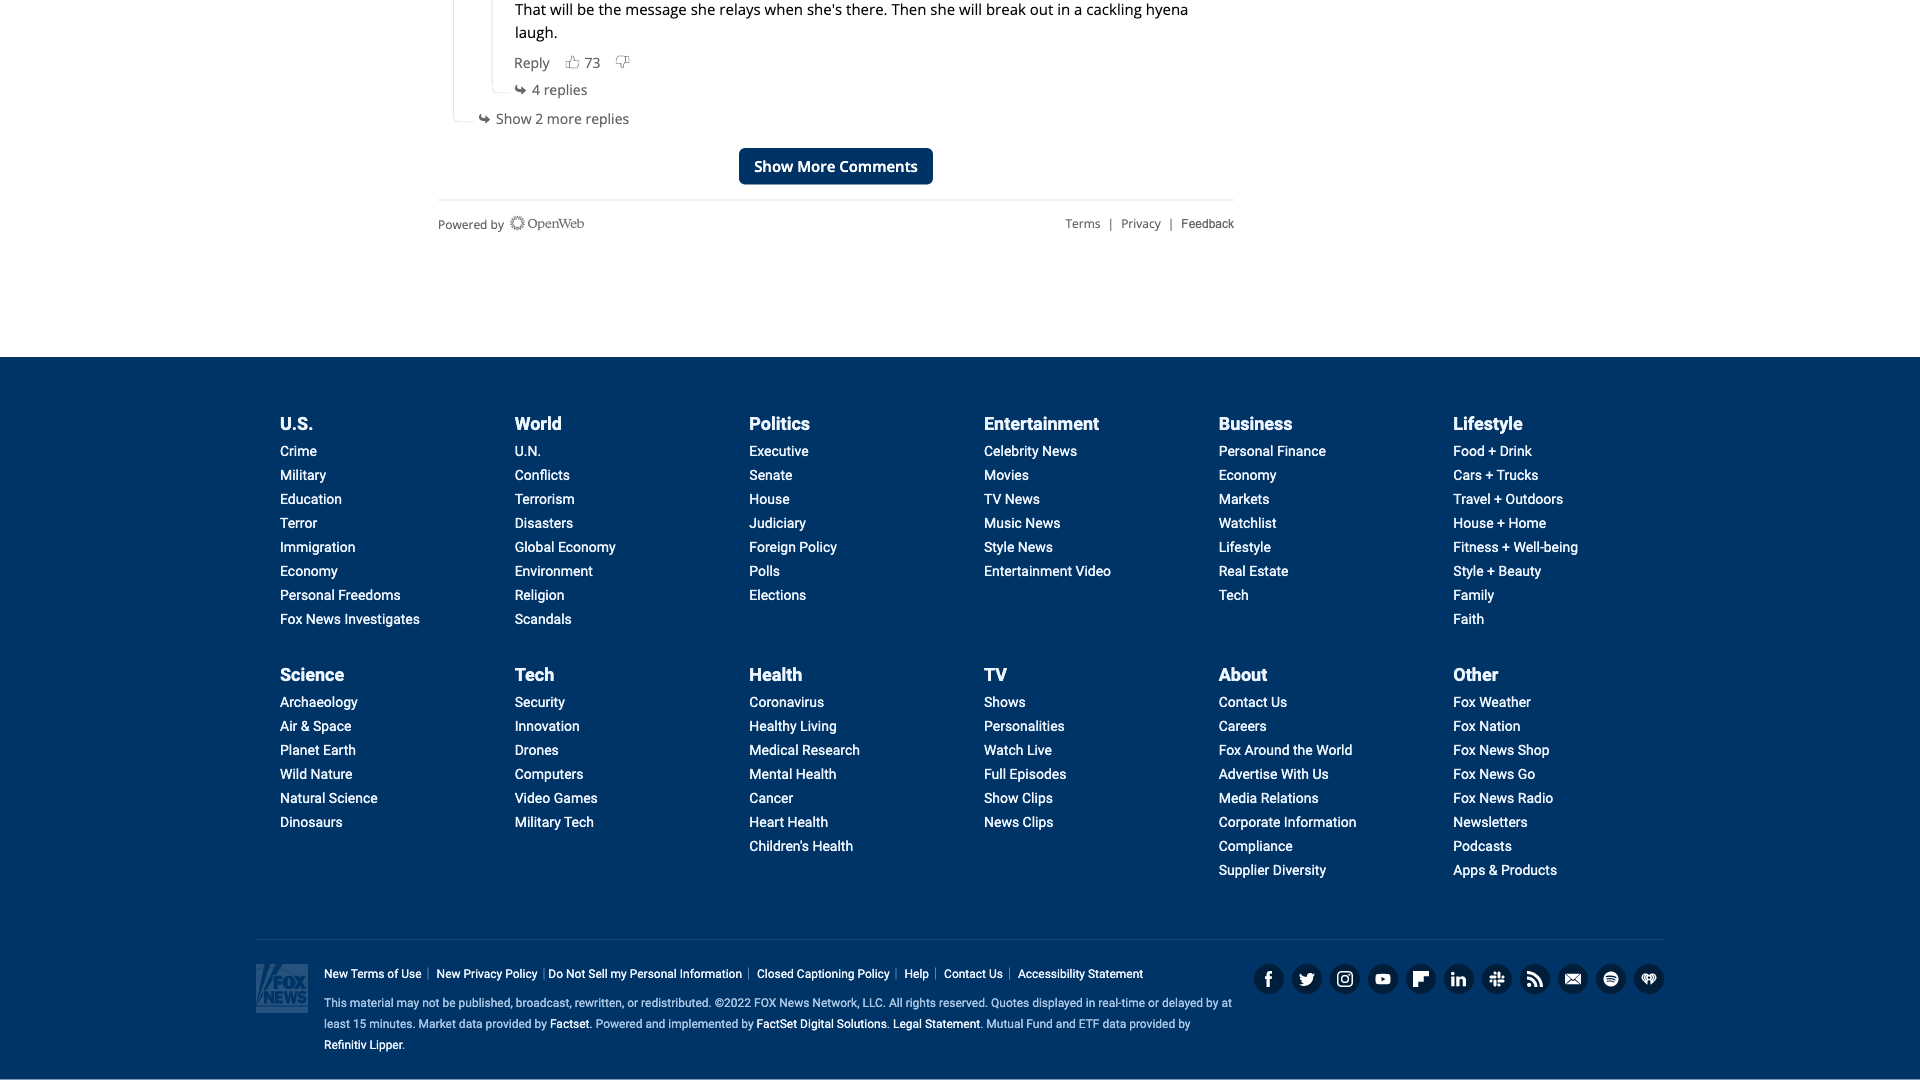 That will be the message she relays when she's there. Then she will break out in a cackling hyena
laugh.
Reply 73
4 replies
Show 2 more replies
Show More Comments
Powered by OpenWeb
Terms | Privacy | Feedback
U.S.
Crime
Military
Education
Terror
Immigration
Economy
Personal Freedoms
Fox News Investigates
World
U.N.
Conflicts
Terrorism
Disasters
Global Economy
Environment
Religion
Scandals
Politics
Executive
Senate
House
Judiciary
Foreign Policy
Polls
Elections
Entertainment
Celebrity News
Movies
TV News
Music News
Style News
Entertainment Video
Business
Personal Finance
Economy
Markets
Watchlist
Lifestyle
Real Estate
Tech
Lifestyle
Food + Drink
Cars + Trucks
Travel + Outdoors
House + Home
Fitness + Well-being
Style + Beauty
Family
Faith
Science
Archaeology
Air & Space
Planet Earth
Wild Nature
Natural Science
Dinosaurs
Tech
Security
Innovation
Drones
Computers
Video Games
Military Tech
Health
Coronavirus
Healthy Living
Medical Research
Mental Health
Cancer
Heart Health
Children's Health
TV
Shows
Personalities
Watch Live
Full Episodes
Show Clips
News Clips
About
Contact Us
Careers
Fox Around the World
Advertise With Us
Media Relations
Corporate Information
Compliance
Supplier Diversity
Other
Fox Weather
Fox Nation
Fox News Shop
Fox News Go
Fox News Radio
Newsletters
Podcasts
Apps & Products
FOX
NEWS
New Terms of Use | New Privacy Policy | Do Not Sell my Personal Information | Closed Captioning Policy | Help | Contact Us | Accessibility Statement
This material may not be published, broadcast, rewritten, or redistributed. ©2022 FOX News Network, LLC. All rights reserved. Quotes displayed in real-time or delayed by at
least 15 minutes. Market data provided by Factset. Powered and implemented by FactSet Digital Solutions. Legal Statement. Mutual Fund and ETF data provided by
Refinitiv Lipper.